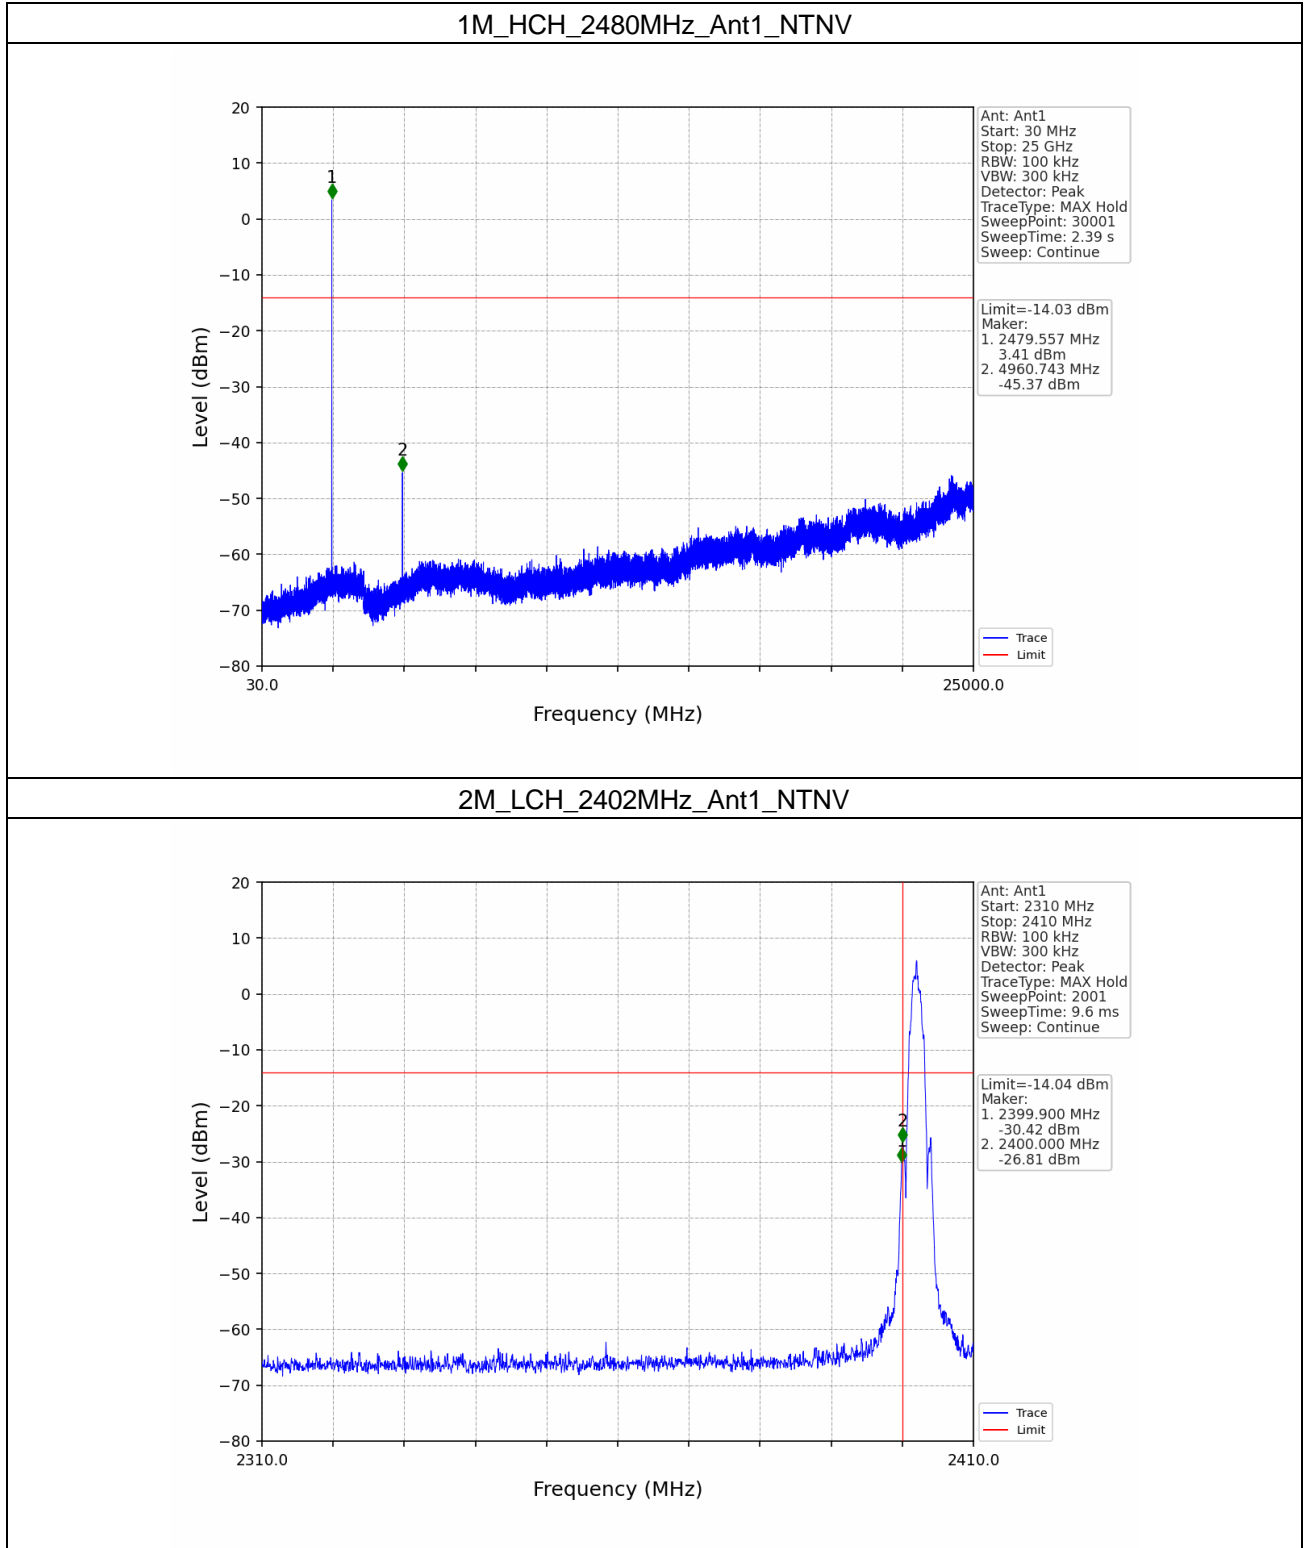 1M_HCH_2480MHz_Ant1_NTNV
20
10
0
−10
−20
−30
−40
−50
−60
−70
−80
Level (dBm)
1
2
30.0
25000.0
Frequency (MHz)
Ant: Ant1
Start: 30 MHz
Stop: 25 GHz
RBW: 100 kHz
VBW: 300 kHz
Detector: Peak
TraceType: MAX Hold
SweepPoint: 30001
SweepTime: 2.39 s
Sweep: Continue
Limit=-14.03 dBm
Maker:
1. 2479.557 MHz
3.41 dBm
2. 4960.743 MHz
-45.37 dBm
Trace
Limit
2M_LCH_2402MHz_Ant1_NTNV
20
10
0
−10
−20
−30
−40
−50
−60
−70
−80
Level (dBm)
2
2310.0
2410.0
Frequency (MHz)
Ant: Ant1
Start: 2310 MHz
Stop: 2410 MHz
RBW: 100 kHz
VBW: 300 kHz
Detector: Peak
TraceType: MAX Hold
SweepPoint: 2001
SweepTime: 9.6 ms
Sweep: Continue
Limit=-14.04 dBm
Maker:
1. 2399.900 MHz
-30.42 dBm
2. 2400.000 MHz
-26.81 dBm
Trace
Limit